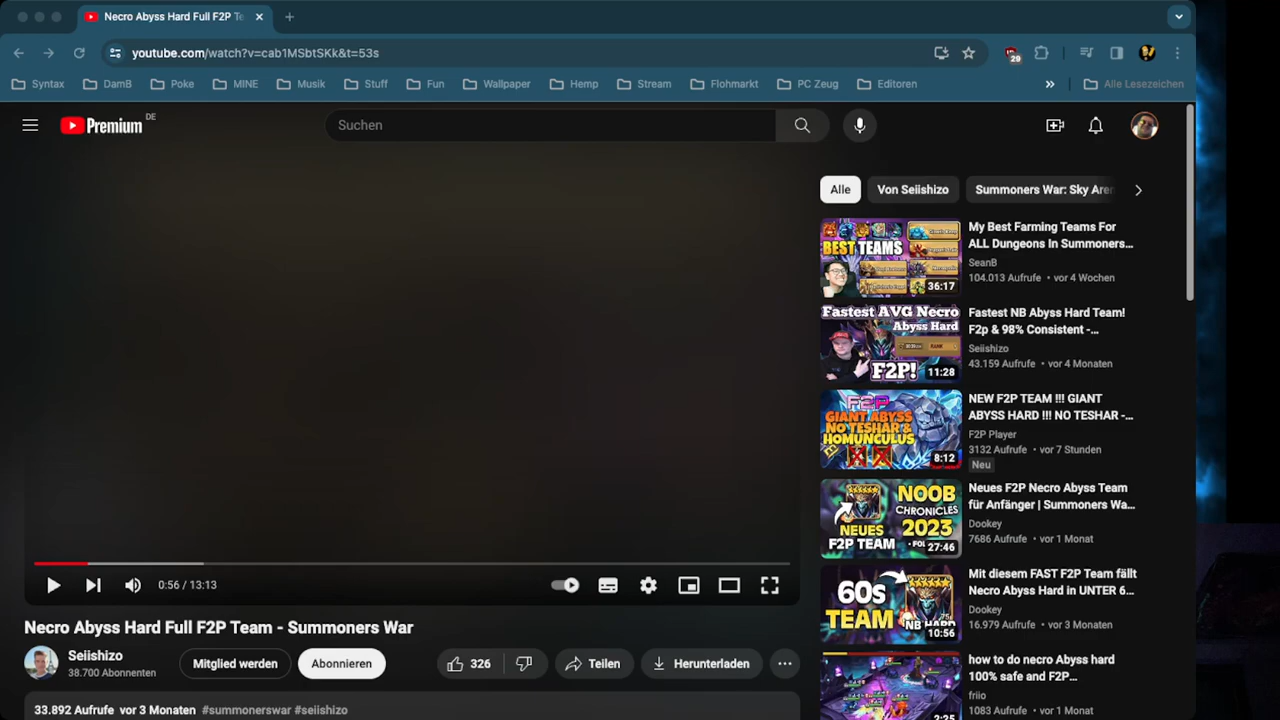 Necro Abyss Hard Full F2P Te
youtube.com/watch?v=cab1MSbtSKk&t=53s
29
Syntax DamB Poke MINE Musik Stuff Fun Wallpaper Hemp Stream Flohmarkt PC Zeug Editoren » Alle Lesezeichen
Premium DE
Suchen
Alle Von Seiishizo Summoners War: Sky Aren
BEST TEAMS
36:17
My Best Farming Teams For
ALL Dungeons In Summoners...
SeanB
104.013 Aufrufe • vor 4 Wochen
Fastest AVG Necro
Abyss Hard
F2P!
11:28
Fastest NB Abyss Hard Team!
F2p & 98% Consistent -...
Seiishizo
43.159 Aufrufe • vor 4 Monaten
F2P
GIANT ABYSS HARD
NO TESHAR &
HOMUNCULUS
8:12
NEW F2P TEAM !!! GIANT
ABYSS HARD !!! NO TESHAR -...
F2P Player
3132 Aufrufe • vor 7 Stunden
Neu
NOOB
CHRONICLES
2023
NEUES
F2P TEAM
27:46
Neues F2P Necro Abyss Team
für Anfänger | Summoners Wa...
Dookey
7686 Aufrufe • vor 1 Monat
60s
TEAM
NB HARD
10:56
Mit diesem FAST F2P Team fällt
Necro Abyss Hard in UNTER 6...
Dookey
16.979 Aufrufe • vor 3 Monaten
2:25
how to do necro Abyss hard
100% safe and F2P...
friio
1083 Aufrufe • vor 1 Monat
0:56 / 13:13
Necro Abyss Hard Full F2P Team - Summoners War
Seiishizo
38.700 Abonnenten
Mitglied werden Abonnieren 326 Teilen Herunterladen
33.892 Aufrufe vor 3 Monaten #summonerswar #seiishizo